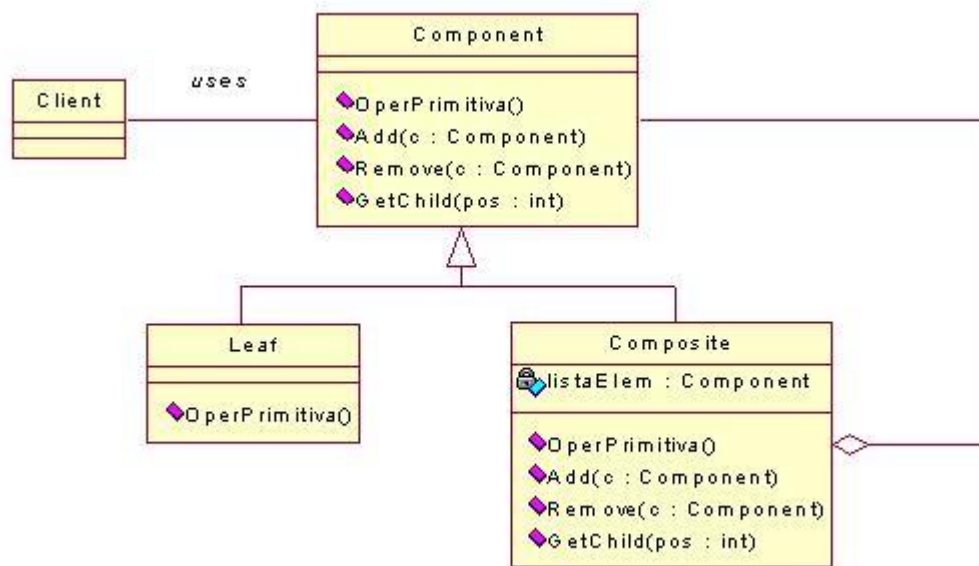 Component
uses
Client
OperPrimitiva()
Add(c : Component)
Remove(c : Component)
GetChild(pos : int)
Leaf
OperPrimitiva()
Composite
listaElem : Component
OperPrimitiva()
Add(c : Component)
Remove(c : Component)
GetChild(pos : int)